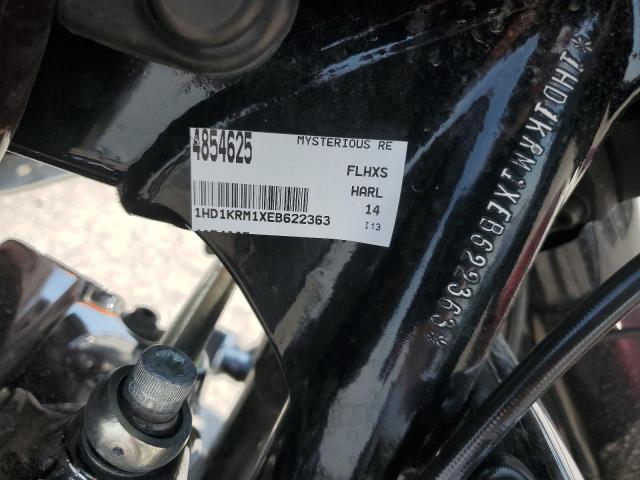 4854625
MYSTERIOUS RE
FLHXS
HARL
1HD1KRM1XEB622363
14
I13
*1HD1KRM1XEB622363*